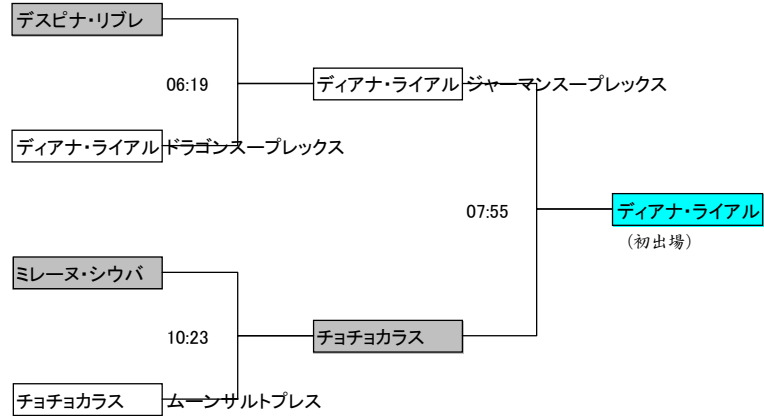 デスピナ・リブレ
06:19
ディアナ・ライアル ジャーマンスープレックス
ディアナ・ライアル ドラゴンスープレックス
07:55
ディアナ・ライアル
(初出場)
ミレーヌ・シウバ
10:23
チョチョカラス
チョチョカラス ムーンサルトプレス